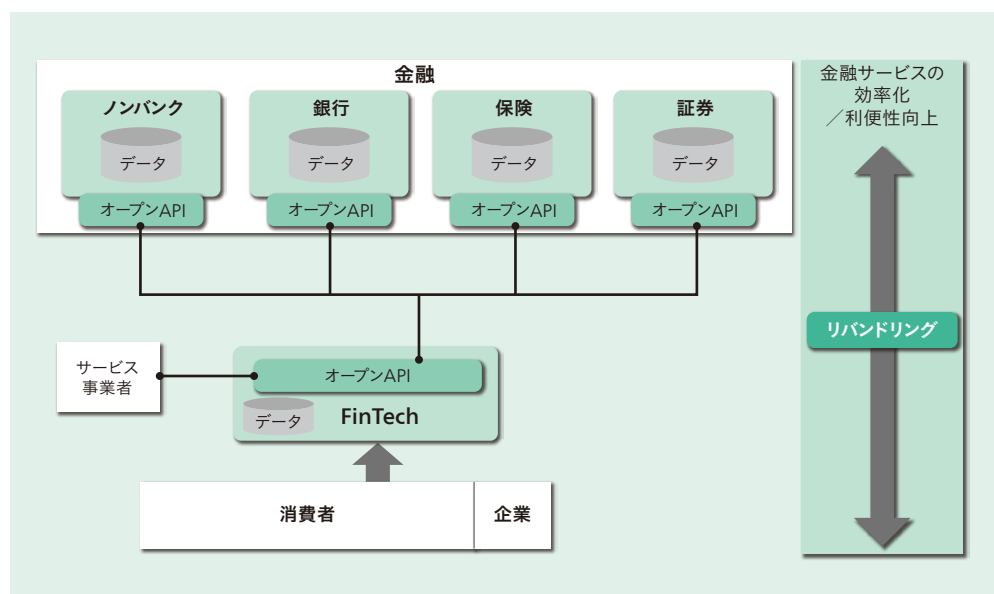 金融
ノンバンク
データ
オープンAPI
銀行
データ
オープンAPI
保険
データ
オープンAPI
証券
データ
オープンAPI
金融サービスの
効率化
／利便性向上
リバンドリング
サービス
事業者
オープンAPI
データ
FinTech
消費者
企業